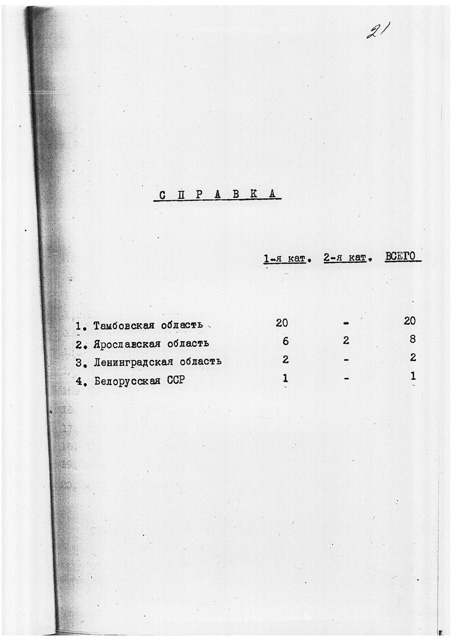 21
С П Р А В К А
1-я кат. 2-я кат. ВСЕГО
1. Тамбовская область 20 - 20
2. Ярославская область 6 2 8
3. Ленинградская область 2 - 2
4. Белорусская ССР 1 - 1